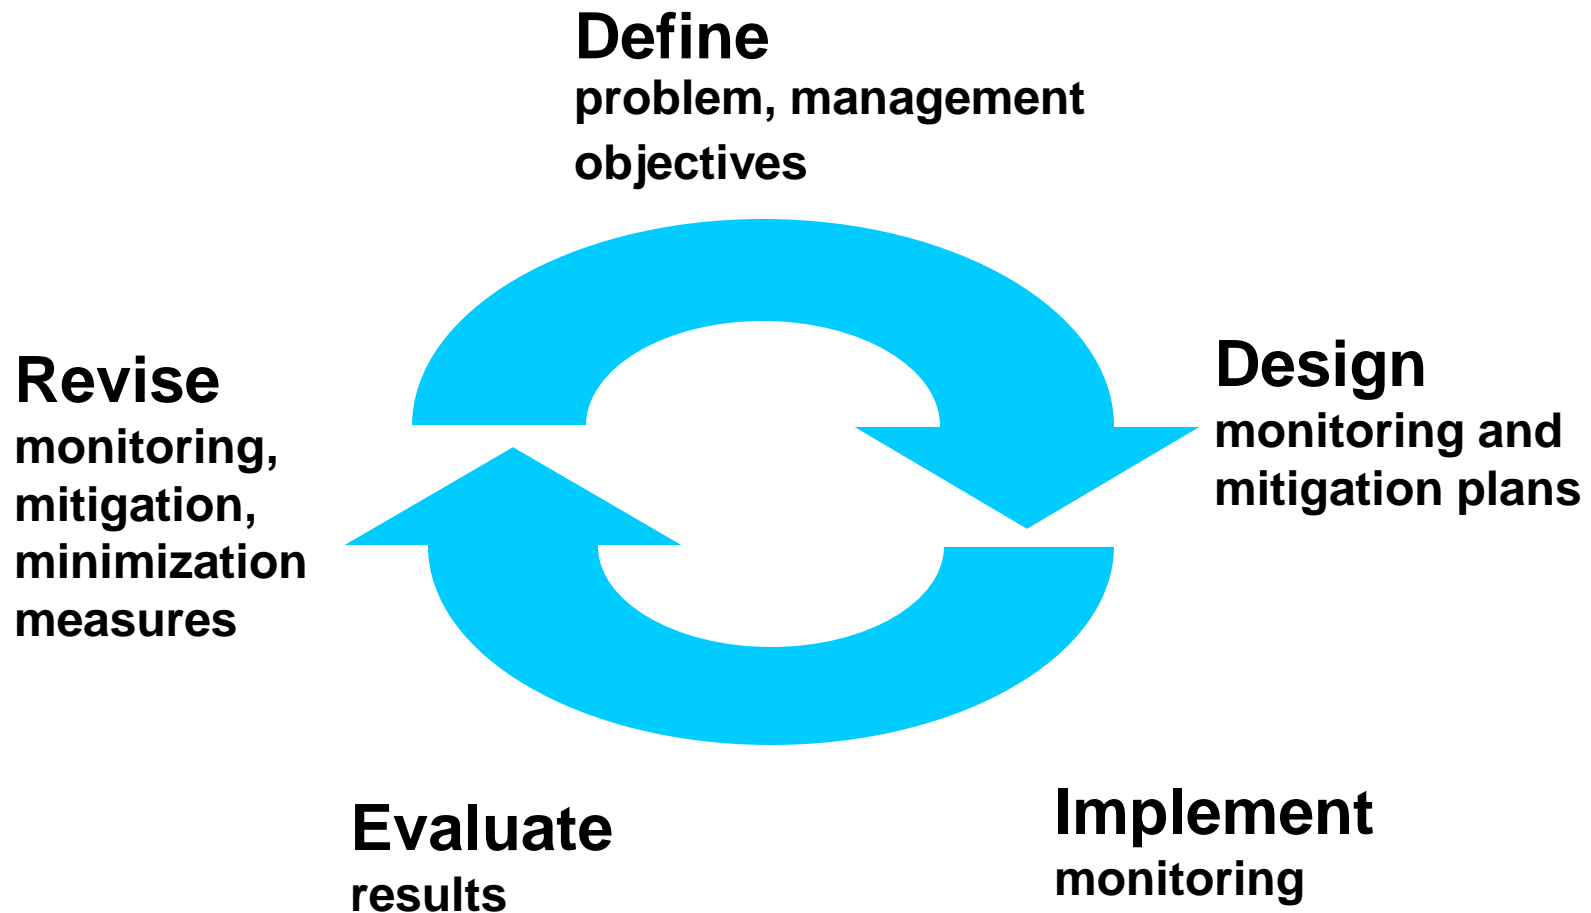 Define
problem, management
objectives
Design
monitoring and
mitigation plans
Implement
monitoring
Evaluate
results
Revise
monitoring,
mitigation,
minimization
measures